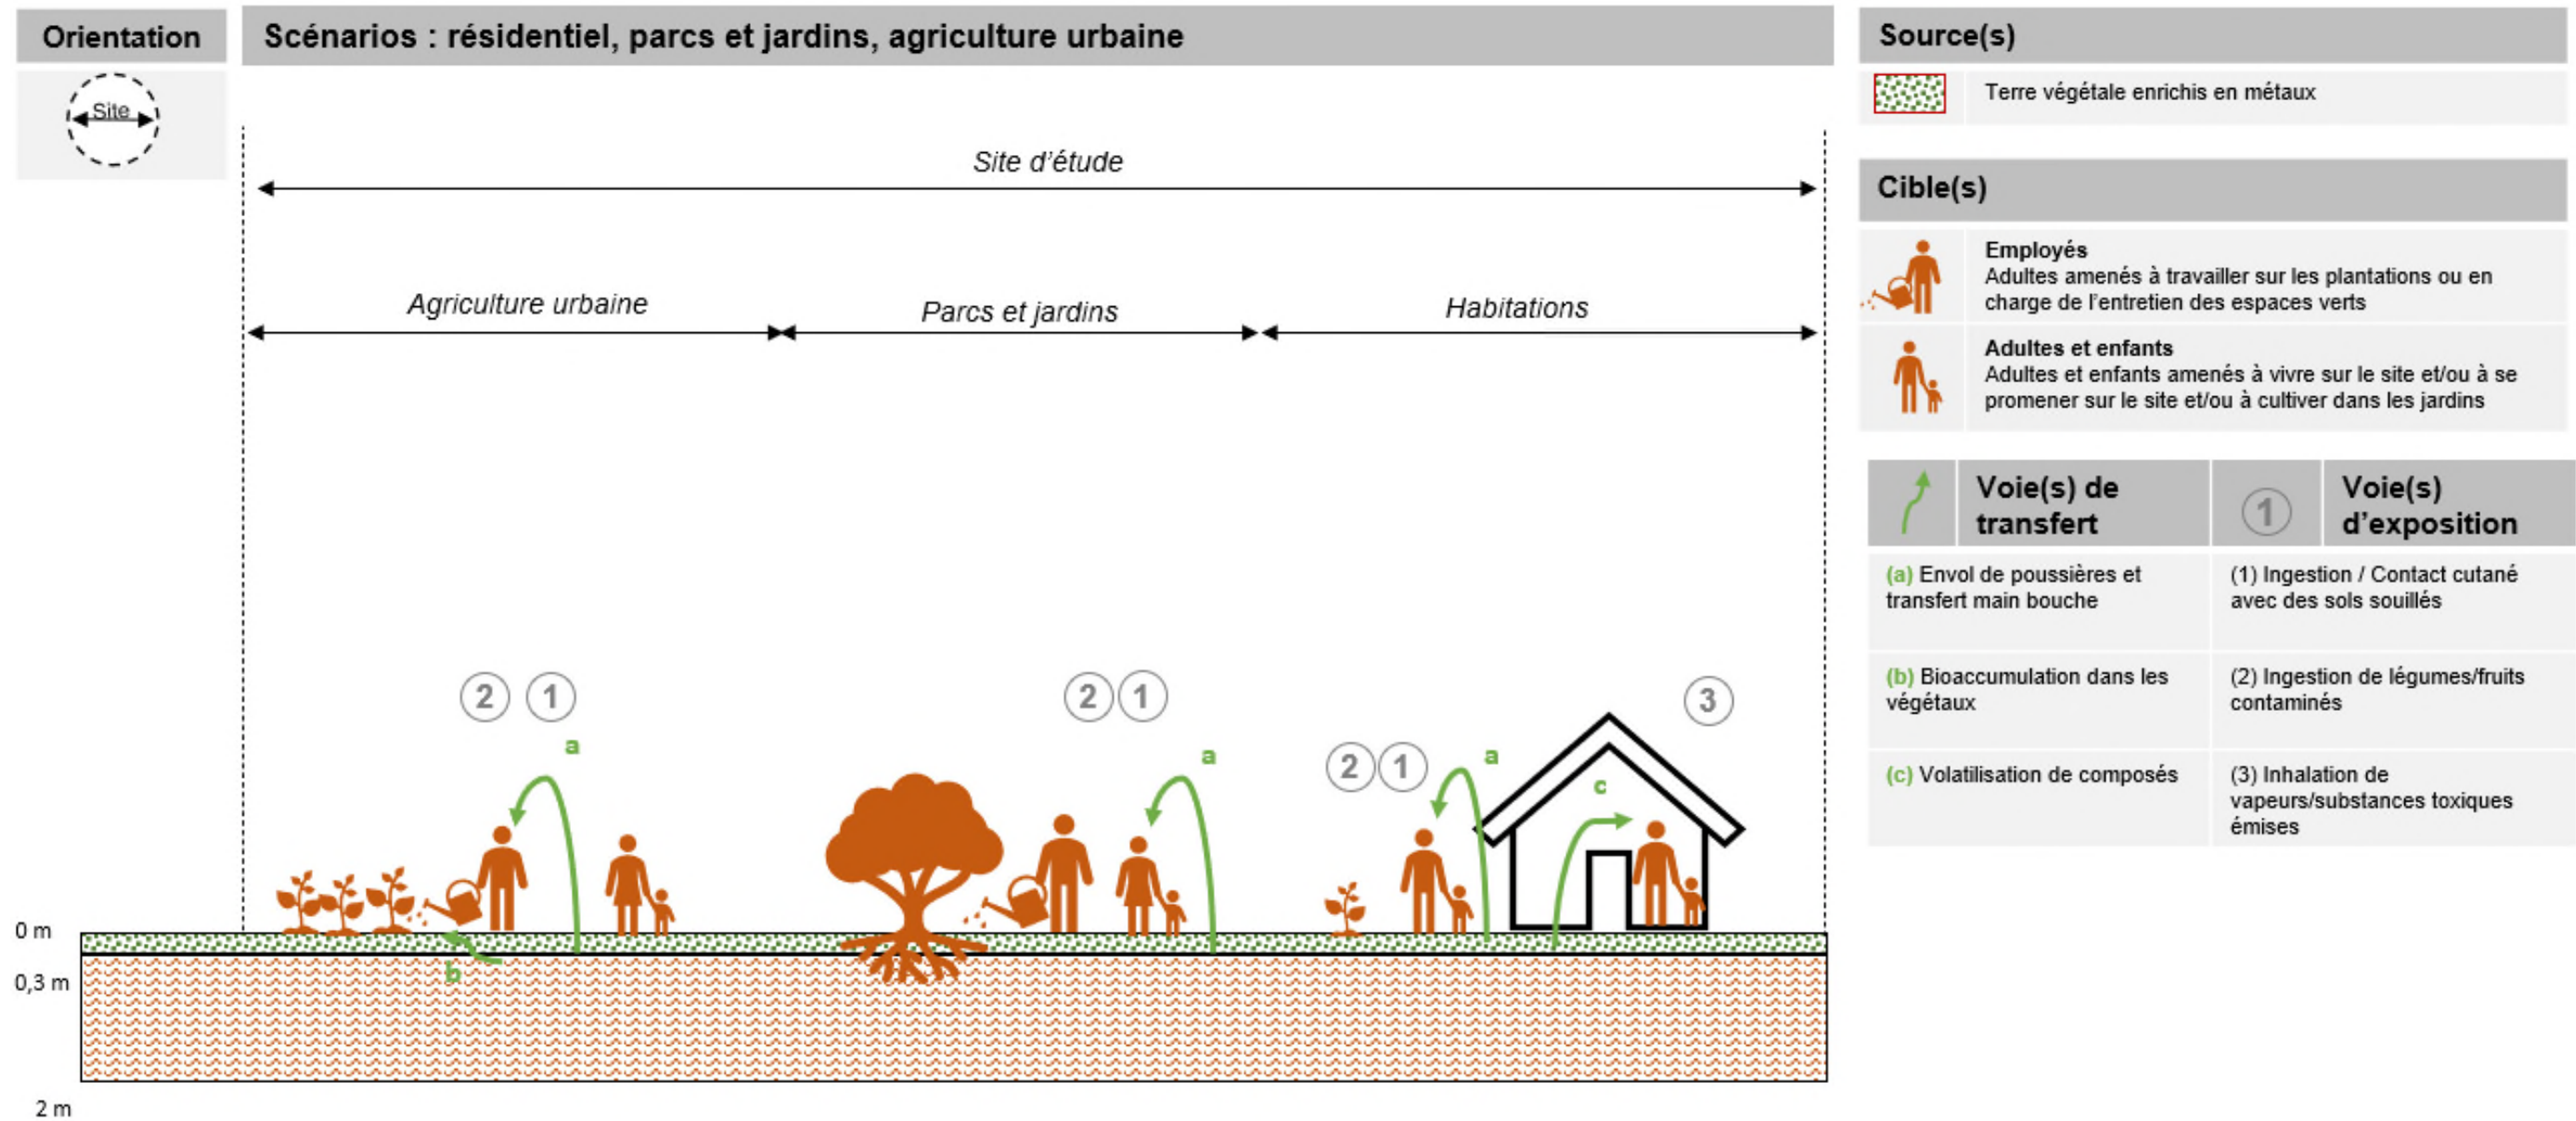 Orientation
Site
Scénarios : résidentiel, parcs et jardins, agriculture urbaine
Site d'étude
Agriculture urbaine
Parcs et jardins
Habitations
2 1
a
2 1
a
2 1
a
3
c
b
0 m
0,3 m
2 m
Source(s)
Terre végétale enrichis en métaux
Cible(s)
Employés
Adultes amenés à travailler sur les plantations ou en
charge de l'entretien des espaces verts
Adultes et enfants
Adultes et enfants amenés à vivre sur le site et/ou à se
promener sur le site et/ou à cultiver dans les jardins
Voie(s) de
transfert
1
Voie(s)
d'exposition
(a) Envol de poussières et
transfert main bouche
(1) Ingestion / Contact cutané
avec des sols souillés
(b) Bioaccumulation dans les
végétaux
(2) Ingestion de légumes/fruits
contaminés
(c) Volatilisation de composés
(3) Inhalation de
vapeurs/substances toxiques
émises